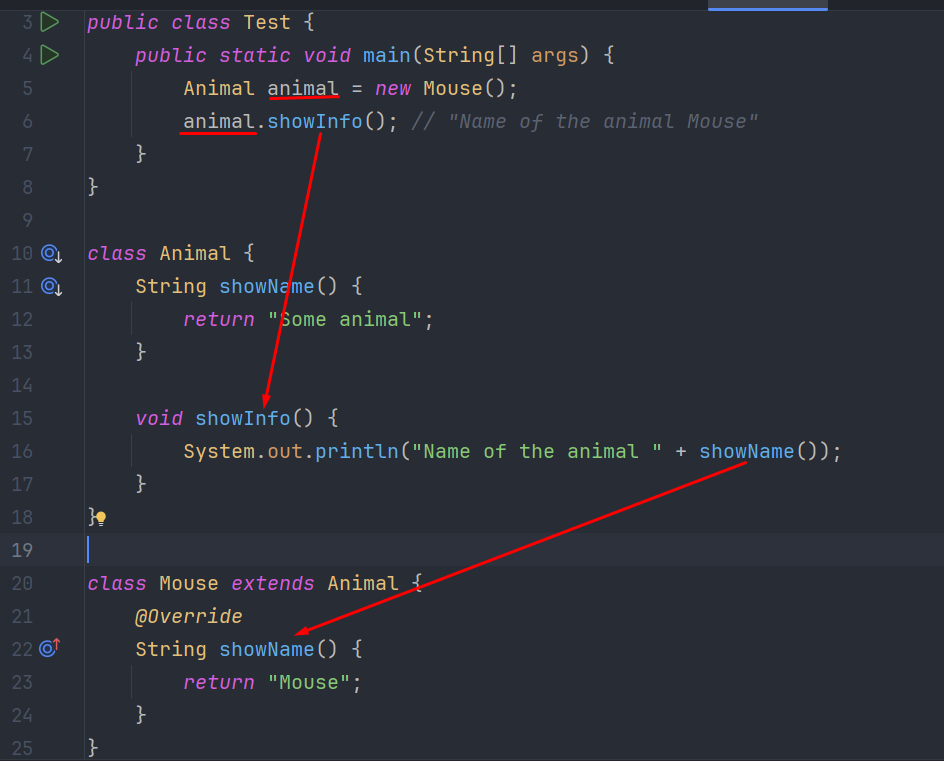 3 public class Test {
4     public static void main(String[] args) {
5         Animal animal = new Mouse();
6         animal.showInfo(); // "Name of the animal Mouse"
7     }
8 }
9
10 class Animal {
11     String showName() {
12         return "Some animal";
13     }
14
15     void showInfo() {
16         System.out.println("Name of the animal " + showName());
17     }
18 }
19
20 class Mouse extends Animal {
21     @Override
22     String showName() {
23         return "Mouse";
24     }
25 }